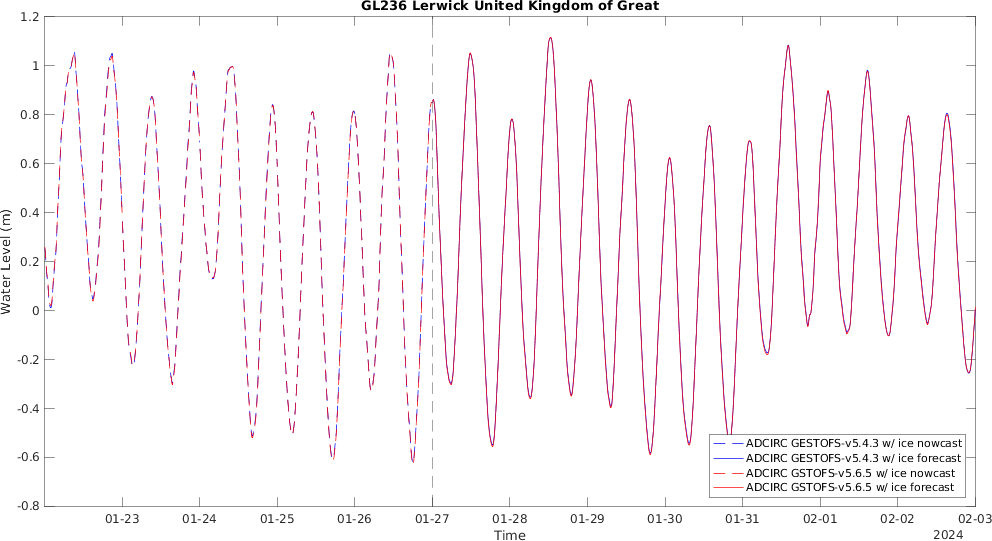 GL236 Lerwick United Kingdom of Great
1.2
1
0.8
0.6
0.4
0.2
0
-0.2
-0.4
-0.6
-0.8
Water Level (m)
ADCIRC GESTOFS-v5.4.3 w/ ice nowcast
ADCIRC GESTOFS-v5.4.3 w/ ice forecast
ADCIRC GSTOFS-v5.6.5 w/ ice nowcast
ADCIRC GSTOFS-v5.6.5 w/ ice forecast
01-23 01-24 01-25 01-26 01-27 01-28 01-29 01-30 01-31 02-01 02-02 02-03
Time
2024